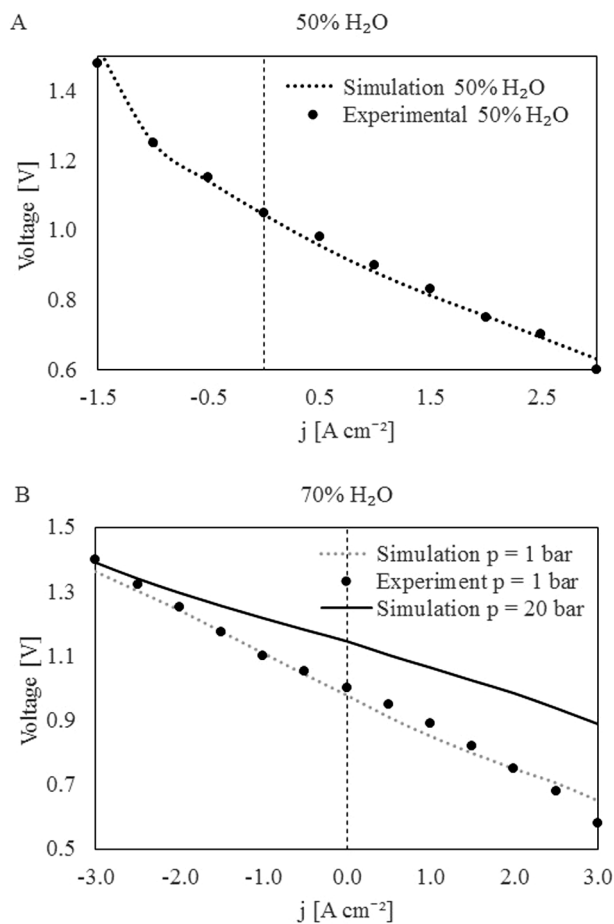 A
50% H₂O
1.4
1.2
1.0
0.8
0.6
Voltage [V]
Simulation 50% H₂O
Experimental 50% H₂O
-1.5
-0.5
0.5
1.5
2.5
j [A cm⁻²]
B
70% H₂O
1.5
1.3
1.1
0.9
0.7
0.5
Voltage [V]
Simulation p = 1 bar
Experiment p = 1 bar
Simulation p = 20 bar
-3.0
-2.0
-1.0
0.0
1.0
2.0
3.0
j [A cm⁻²]